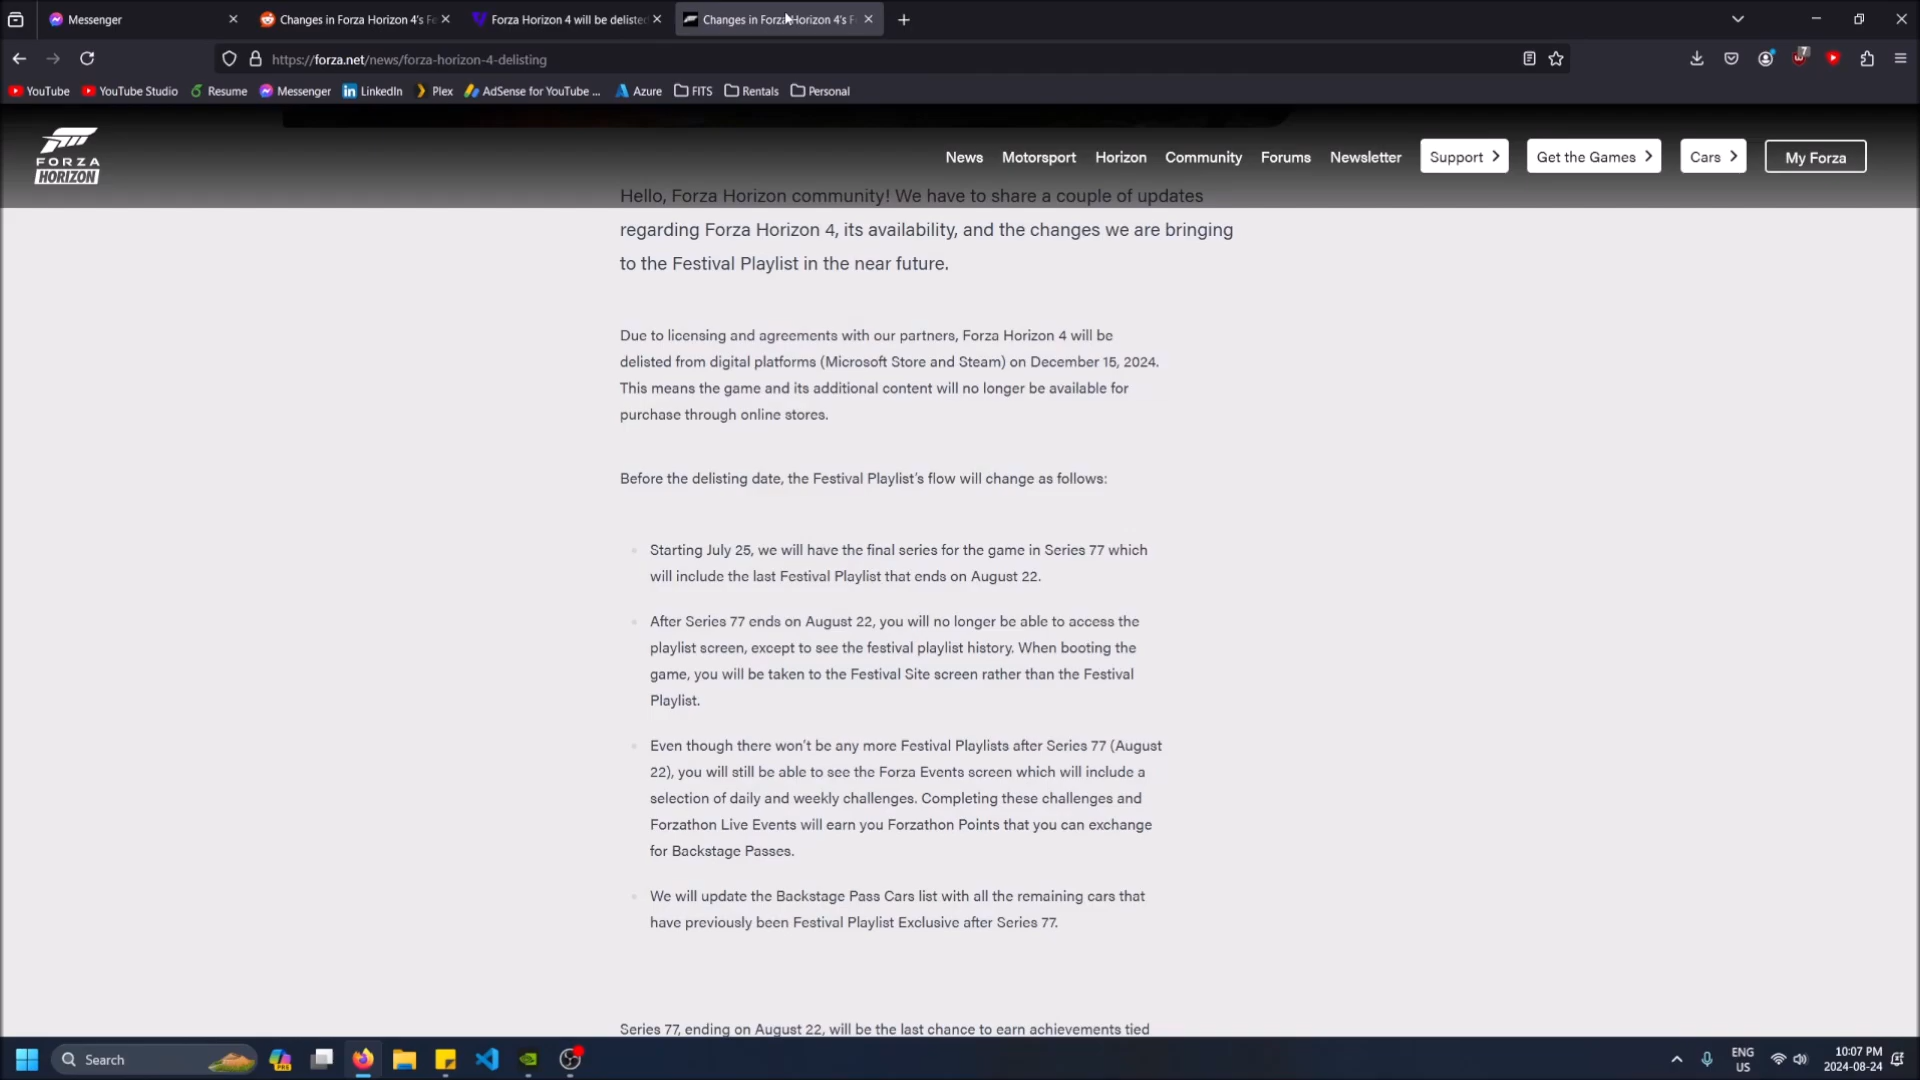 Messenger
Changes in Forza Horizon 4's Fe
Forza Horizon 4 will be delisted
Changes in Forza Horizon 4's F
https://forza.net/news/forza-horizon-4-delisting
7
YouTube
YouTube Studio
Resume
Messenger
LinkedIn
Plex
AdSense for YouTube ...
Azure
FITS
Rentals
Personal
FORZA
HORIZON
News
Motorsport
Horizon
Community
Forums
Newsletter
Support
Get the Games
Cars
My Forza
Hello, Forza Horizon community! We have to share a couple of updates
regarding Forza Horizon 4, its availability, and the changes we are bringing
to the Festival Playlist in the near future.
Due to licensing and agreements with our partners, Forza Horizon 4 will be
delisted from digital platforms (Microsoft Store and Steam) on December 15, 2024.
This means the game and its additional content will no longer be available for
purchase through online stores.
Before the delisting date, the Festival Playlist's flow will change as follows:
Starting July 25, we will have the final series for the game in Series 77 which
will include the last Festival Playlist that ends on August 22.
After Series 77 ends on August 22, you will no longer be able to access the
playlist screen, except to see the festival playlist history. When booting the
game, you will be taken to the Festival Site screen rather than the Festival
Playlist.
Even though there won't be any more Festival Playlists after Series 77 (August
22), you will still be able to see the Forza Events screen which will include a
selection of daily and weekly challenges. Completing these challenges and
Forzathon Live Events will earn you Forzathon Points that you can exchange
for Backstage Passes.
We will update the Backstage Pass Cars list with all the remaining cars that
have previously been Festival Playlist Exclusive after Series 77.
Series 77, ending on August 22, will be the last chance to earn achievements tied
Search
ENG
US
10:07 PM
2024-08-24